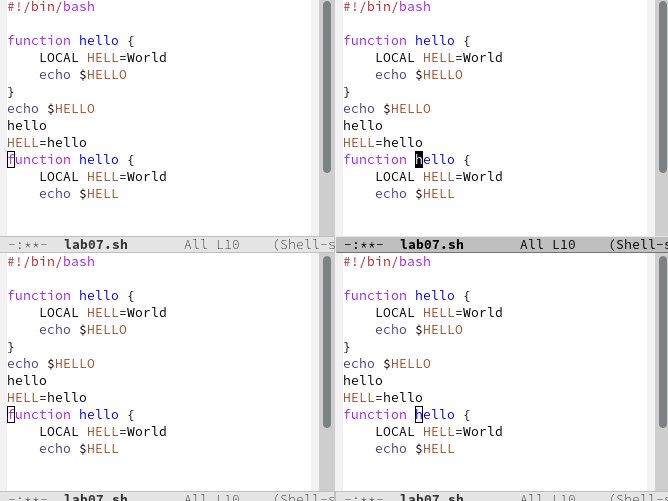 #!/bin/bash
function hello {
LOCAL HELL=World
echo $HELLO
}
echo $HELLO
hello
HELL=hello
function hello {
LOCAL HELL=World
echo $HELL
-:**- lab07.sh All L10 (Shell-s
#!/bin/bash
function hello {
LOCAL HELL=World
echo $HELLO
}
echo $HELLO
hello
HELL=hello
function hello {
LOCAL HELL=World
echo $HELL
-:**- lab07.sh All L10 (Shell-s
#!/bin/bash
function hello {
LOCAL HELL=World
echo $HELLO
}
echo $HELLO
hello
HELL=hello
function hello {
LOCAL HELL=World
echo $HELL
-:**- lab07.sh All L10 (Shell-s
#!/bin/bash
function hello {
LOCAL HELL=World
echo $HELLO
}
echo $HELLO
hello
HELL=hello
function hello {
LOCAL HELL=World
echo $HELL
-:**- lab07.sh All L10 (Shell-s